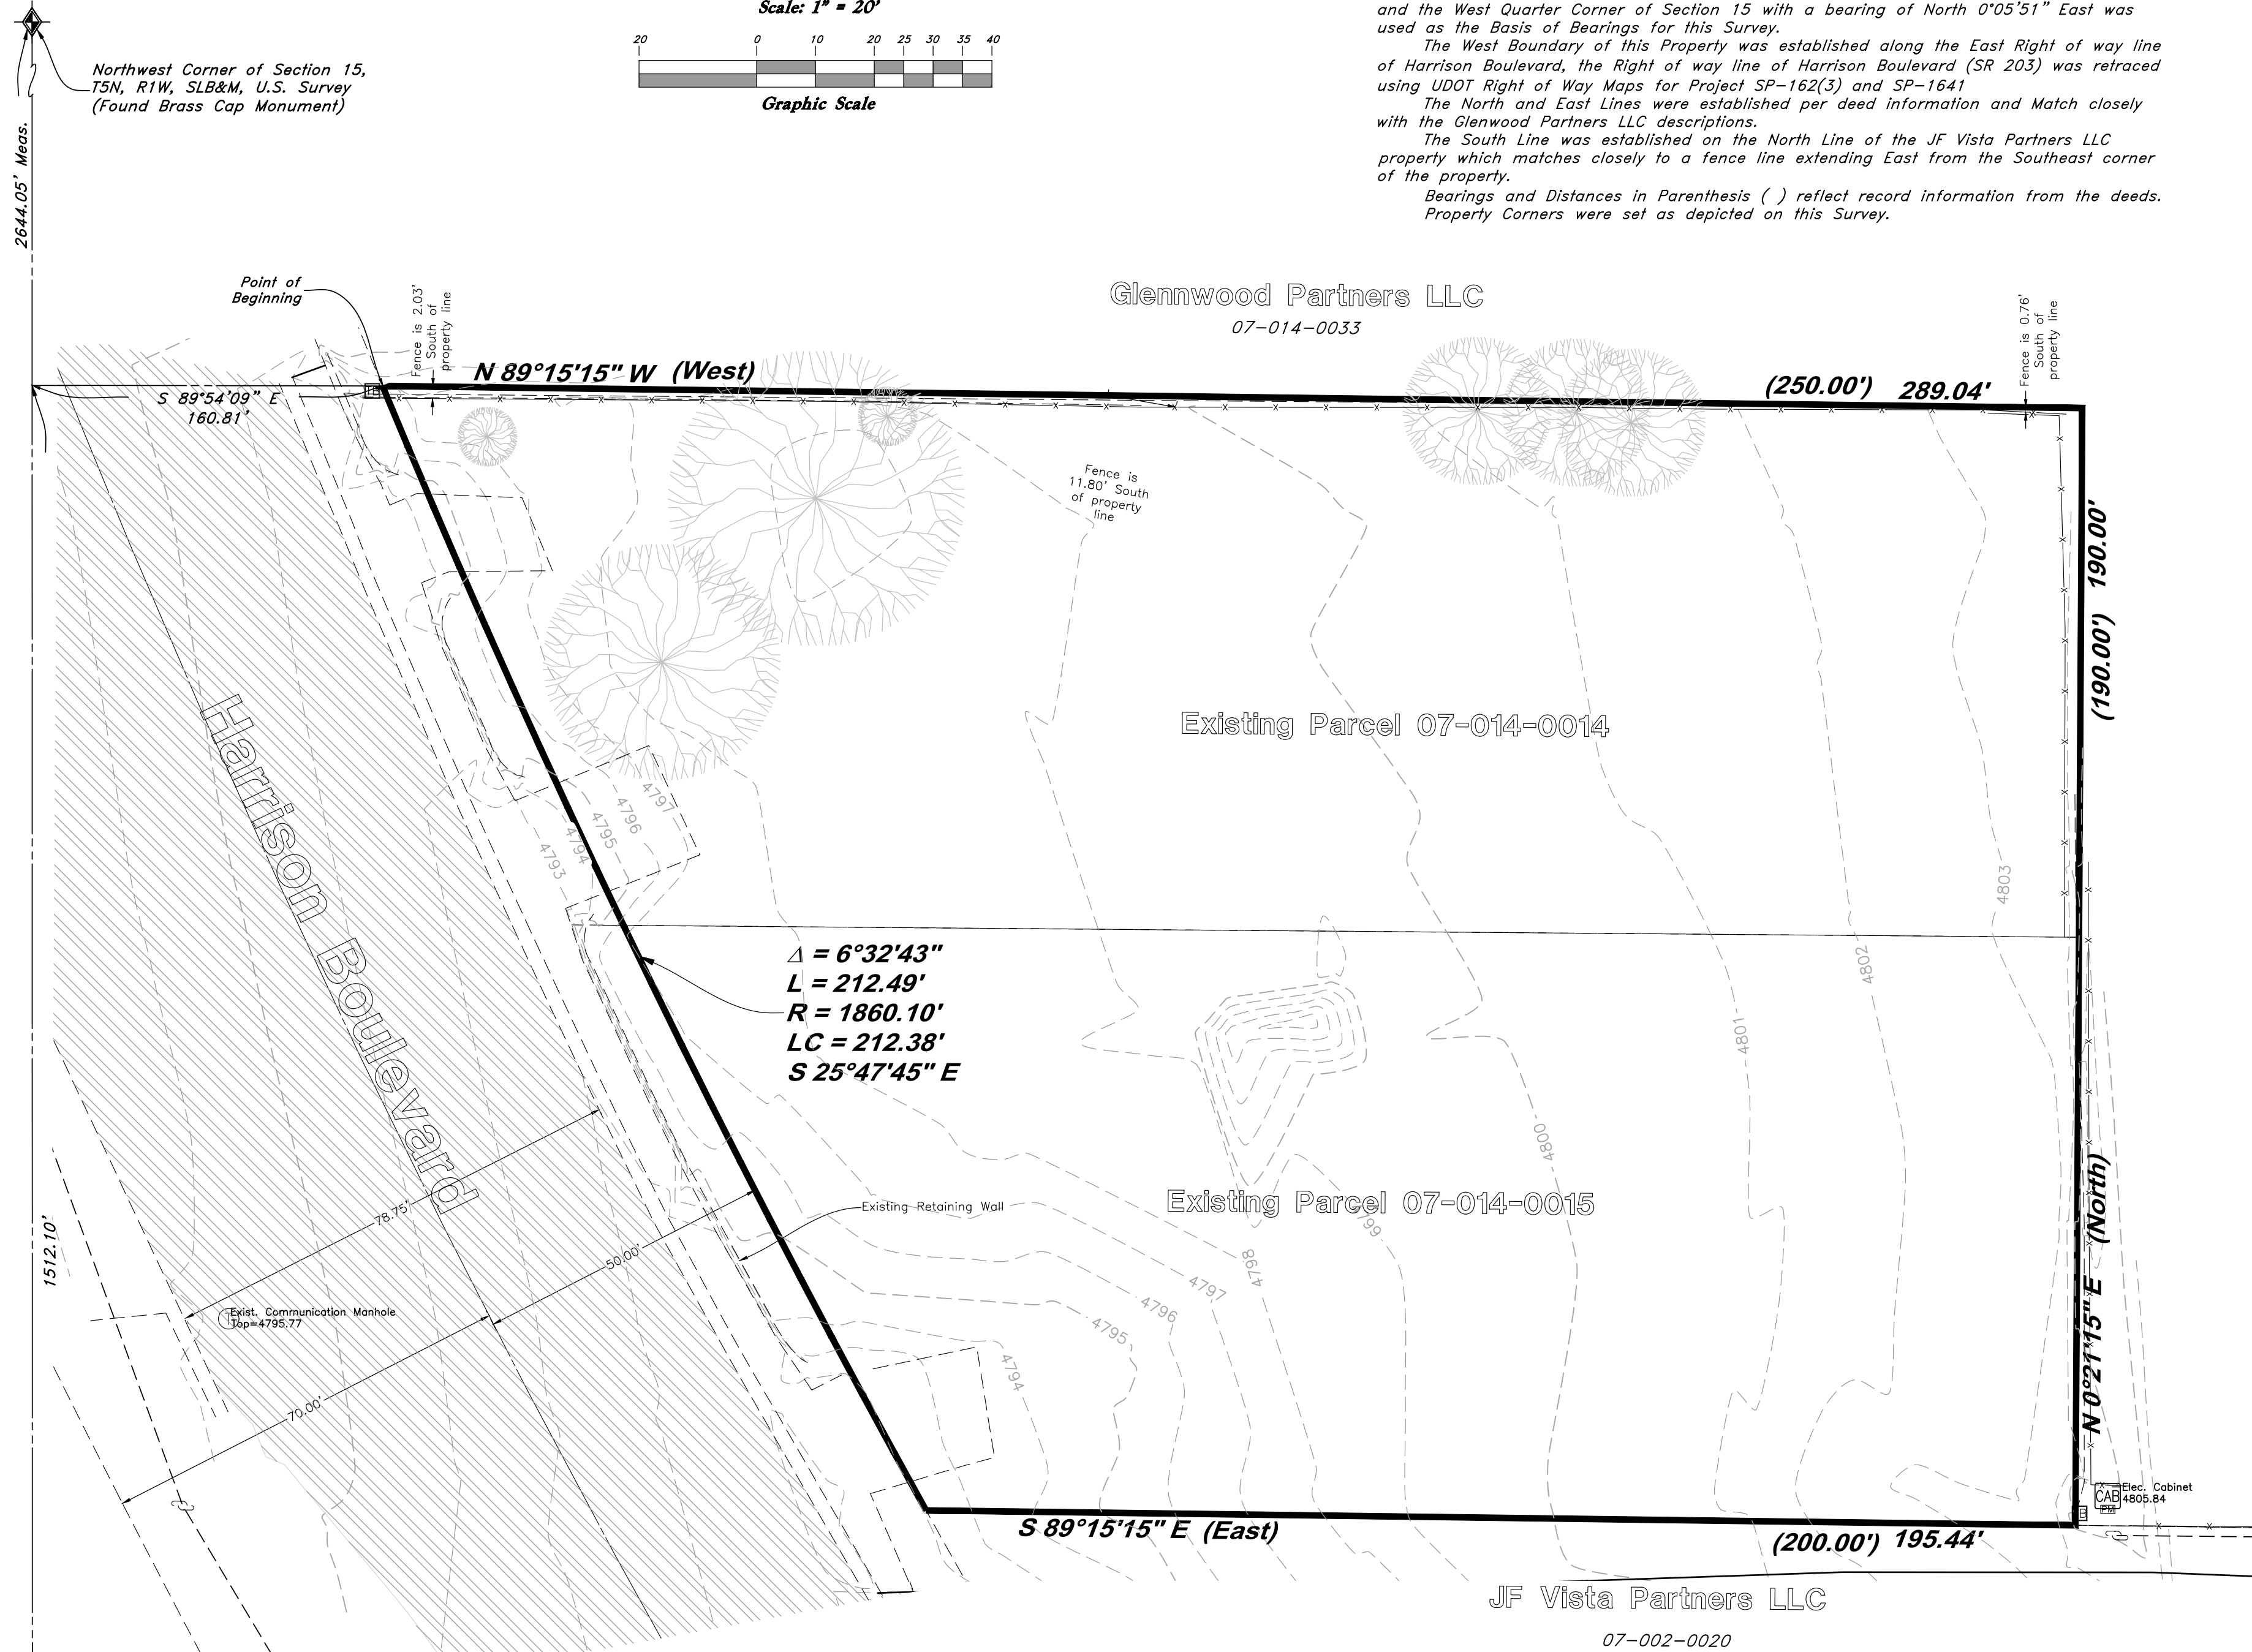 Scale: 1" = 20'
20 0 10 20 25 30 35 40
Graphic Scale
Northwest Corner of Section 15,
T5N, R1W, SLB&M, U.S. Survey
(Found Brass Cap Monument)
2644.05' Meas.
and the West Quarter Corner of Section 15 with a bearing of North 0°05'51" East was
used as the Basis of Bearings for this Survey.
The West Boundary of this Property was established along the East Right of way line
of Harrison Boulevard, the Right of way line of Harrison Boulevard (SR 203) was retraced
using UDOT Right of Way Maps for Project SP-162(3) and SP-1641
The North and East Lines were established per deed information and Match closely
with the Glenwood Partners LLC descriptions.
The South Line was established on the North Line of the JF Vista Partners LLC
property which matches closely to a fence line extending East from the Southeast corner
of the property.
Bearings and Distances in Parenthesis ( ) reflect record information from the deeds.
Property Corners were set as depicted on this Survey.
Point of
Beginning
Fence is 2.03'
South of
property line
Glennwood Partners LLC
07-014-0033
Fence is 0.76'
South of
property line
N 89°15'15" W (West)
(250.00') 289.04'
S 89°54'09" E
160.81'
Fence is
11.80' South
of property
line
(190.00') 190.00'
Existing Parcel 07-014-0014
Harrison Boulevard
4793
4794
4795
4796
4797
4803
4802
4801
4800
Δ = 6°32'43"
L = 212.49'
R = 1860.10'
LC = 212.38'
S 25°47'45" E
Existing Parcel 07-014-0015
Existing Retaining Wall
78.75'
50.00'
70.00'
1512.10'
Exist. Communication Manhole
Top=4795.77
4799
4798
4797
4796
4795
4794
N 0°21'15" E (North)
CAB
Elec. Cabinet
4805.84
S 89°15'15" E (East)
(200.00') 195.44'
JF Vista Partners LLC
07-002-0020